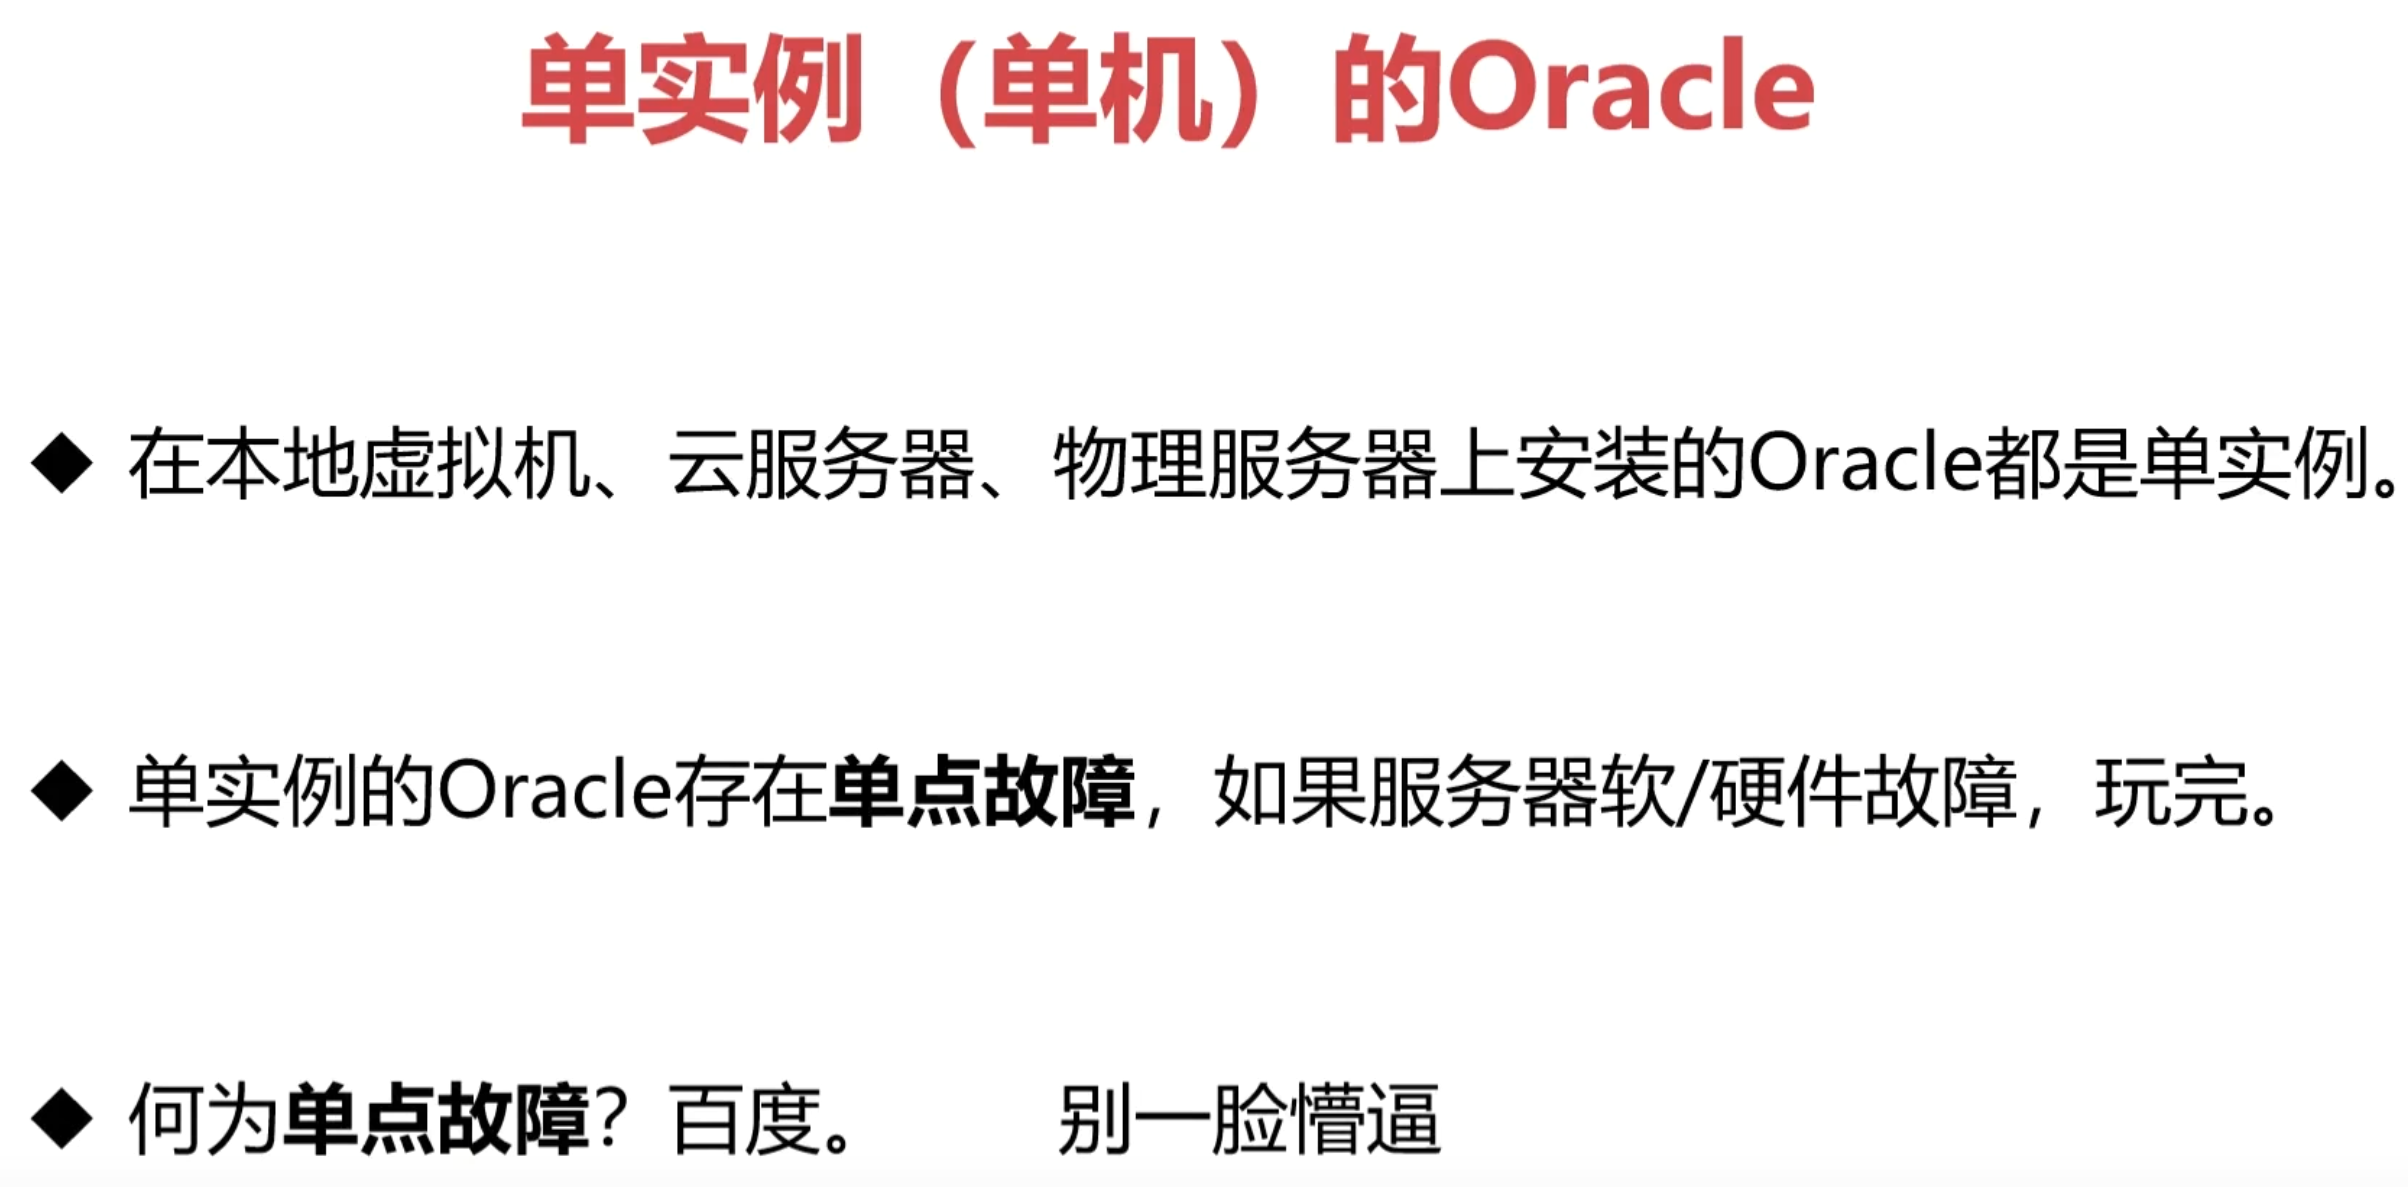 单实例（单机）的Oracle
◆ 在本地虚拟机、云服务器、物理服务器上安装的Oracle都是单实例。
◆ 单实例的Oracle存在单点故障，如果服务器软/硬件故障，玩完。
◆ 何为单点故障？百度。 别一脸懵逼